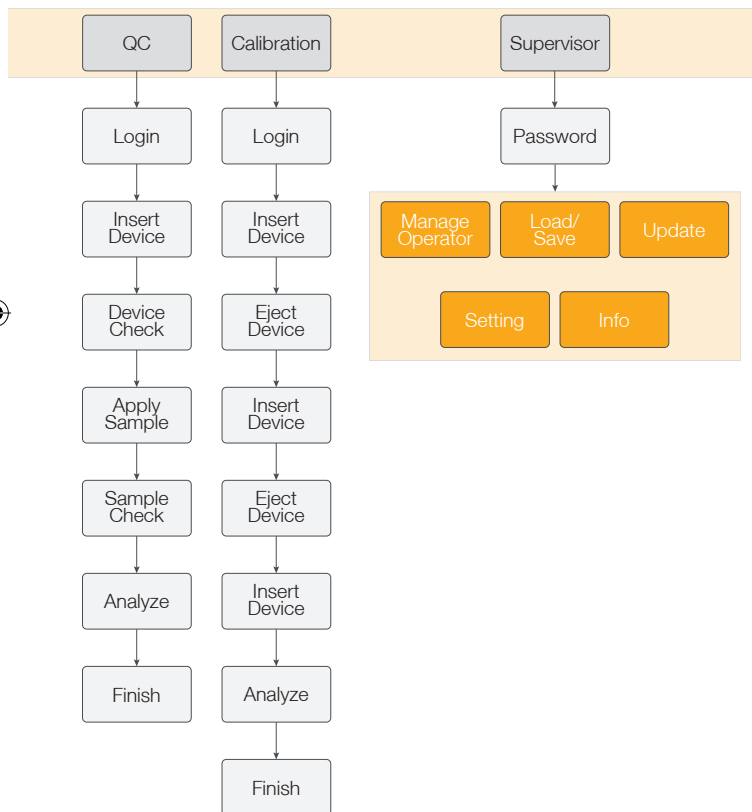 QC
Calibration
Supervisor
Login
Login
Password
Insert
Device
Insert
Device
Manage
Operator
Load/
Save
Update
Device
Check
Eject
Device
Setting
Info
Apply
Sample
Insert
Device
Sample
Check
Eject
Device
Analyze
Insert
Device
Finish
Analyze
Finish